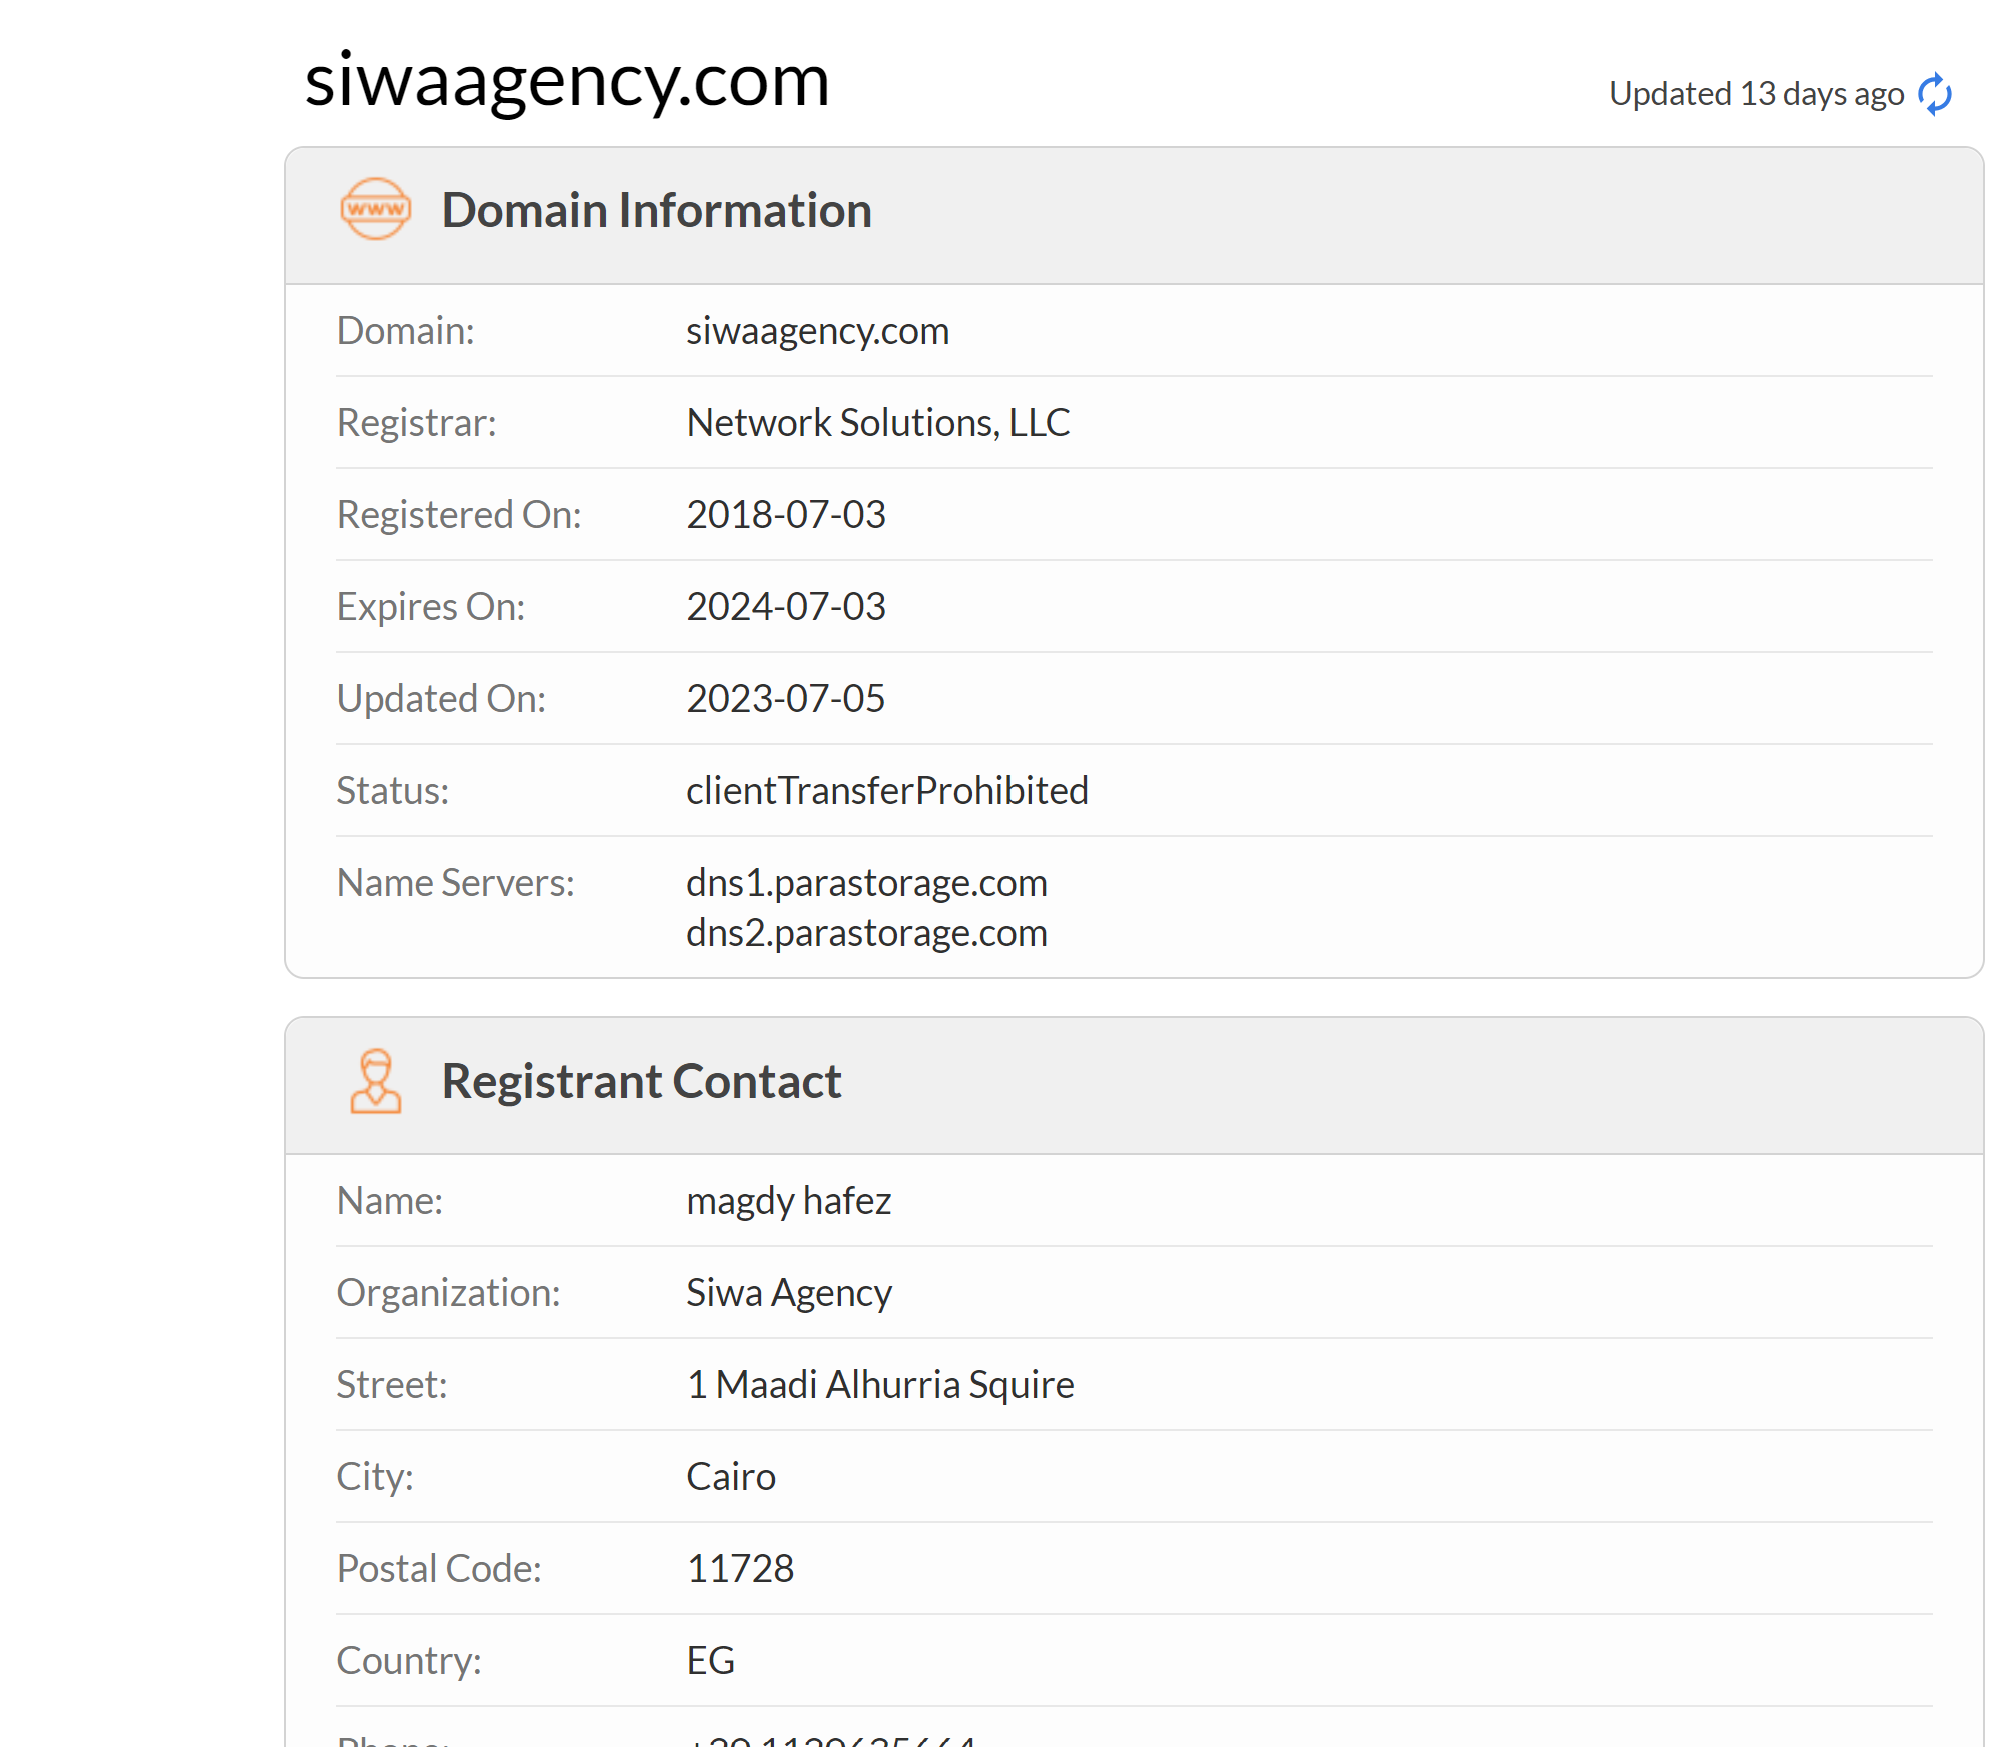 siwaagency.com
Updated 13 days ago
www
Domain Information
Domain: siwaagency.com
Registrar: Network Solutions, LLC
Registered On: 2018-07-03
Expires On: 2024-07-03
Updated On: 2023-07-05
Status: clientTransferProhibited
Name Servers: dns1.parastorage.com
dns2.parastorage.com
Registrant Contact
Name: magdy hafez
Organization: Siwa Agency
Street: 1 Maadi Alhurria Squire
City: Cairo
Postal Code: 11728
Country: EG
Phone: